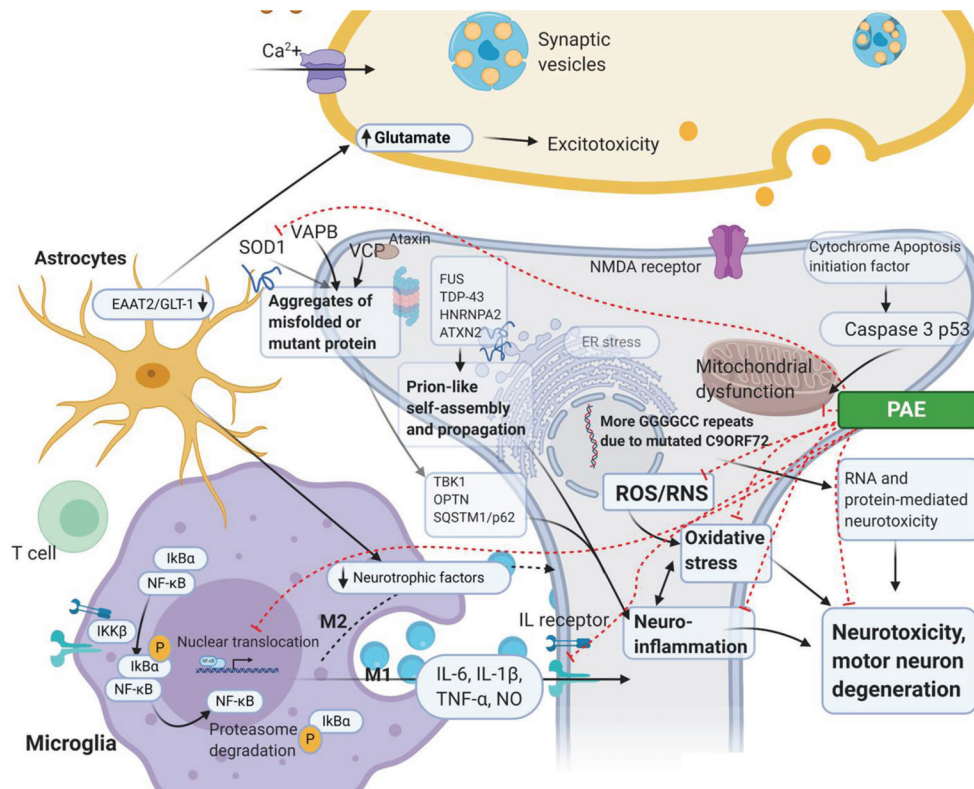 Ca²+
Synaptic
vesicles
Glutamate
Excitotoxicity
Astrocytes
EAAT2/GLT-1
SOD1
VAPB
VCP
Ataxin
Aggregates of
misfolded or
mutant protein
FUS
TDP-43
HNRNPA2
ATXN2
Prion-like
self-assembly
and propagation
ER stress
NMDA receptor
Cytochrome Apoptosis
initiation factor
Caspase 3 p53
Mitochondrial
dysfunction
PAE
More GGGGCC repeats
due to mutated C9ORF72
ROS/RNS
RNA and
protein-mediated
neurotoxicity
TBK1
OPTN
SQSTM1/p62
Oxidative
stress
T cell
IkBα
NF-κB
IKKβ
P
IkBα
NF-κB
Nuclear translocation
NF-κB
NF-κB
Proteasome
degradation
IkBα
P
Microglia
Neurotrophic factors
M2
M1
IL-6, IL-1β,
TNF-α, NO
IL receptor
Neuro-
inflammation
Neurotoxicity,
motor neuron
degeneration